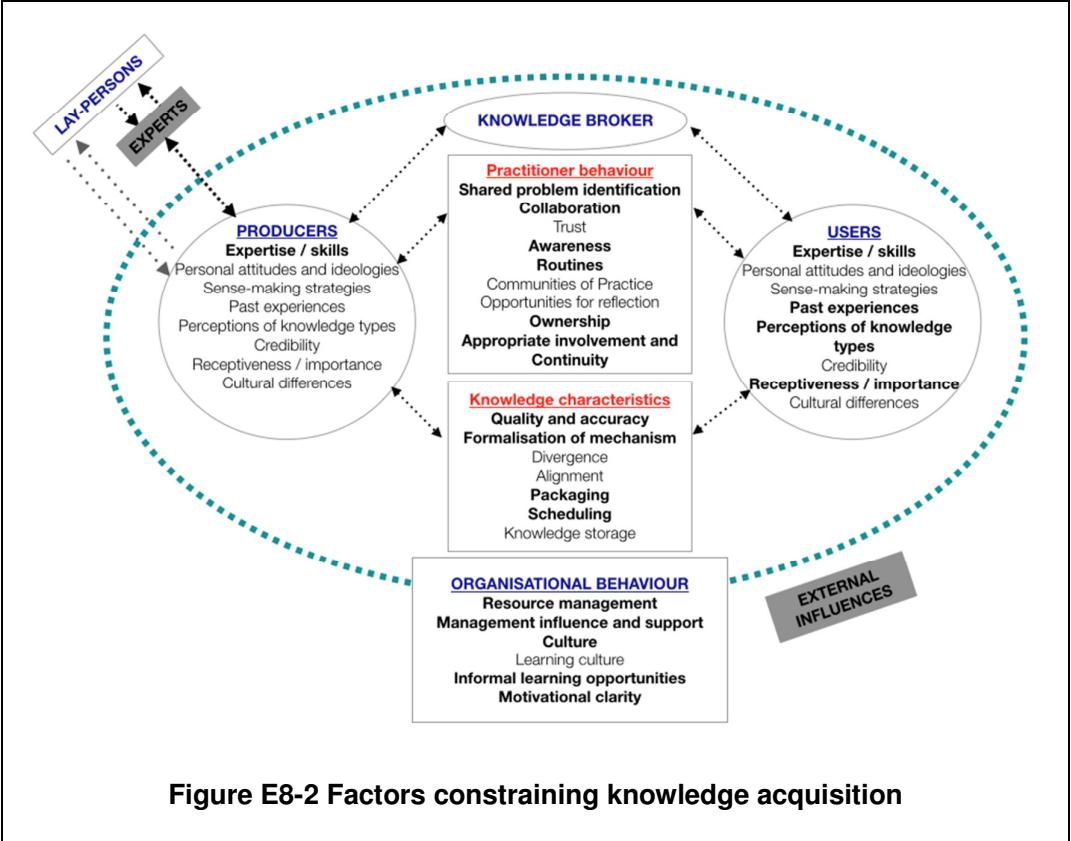 LAY-PERSONS
EXPERTS
KNOWLEDGE BROKER
PRODUCERS
Expertise / skills
Personal attitudes and ideologies
Sense-making strategies
Past experiences
Perceptions of knowledge types
Credibility
Receptiveness / importance
Cultural differences
Practitioner behaviour
Shared problem identification
Collaboration
Trust
Awareness
Routines
Communities of Practice
Opportunities for reflection
Ownership
Appropriate involvement and
Continuity
Knowledge characteristics
Quality and accuracy
Formalisation of mechanism
Divergence
Alignment
Packaging
Scheduling
Knowledge storage
USERS
Expertise / skills
Personal attitudes and ideologies
Sense-making strategies
Past experiences
Perceptions of knowledge
types
Credibility
Receptiveness / importance
Cultural differences
ORGANISATIONAL BEHAVIOUR
Resource management
Management influence and support
Culture
Learning culture
Informal learning opportunities
Motivational clarity
EXTERNAL
INFLUENCES
Figure E8-2 Factors constraining knowledge acquisition